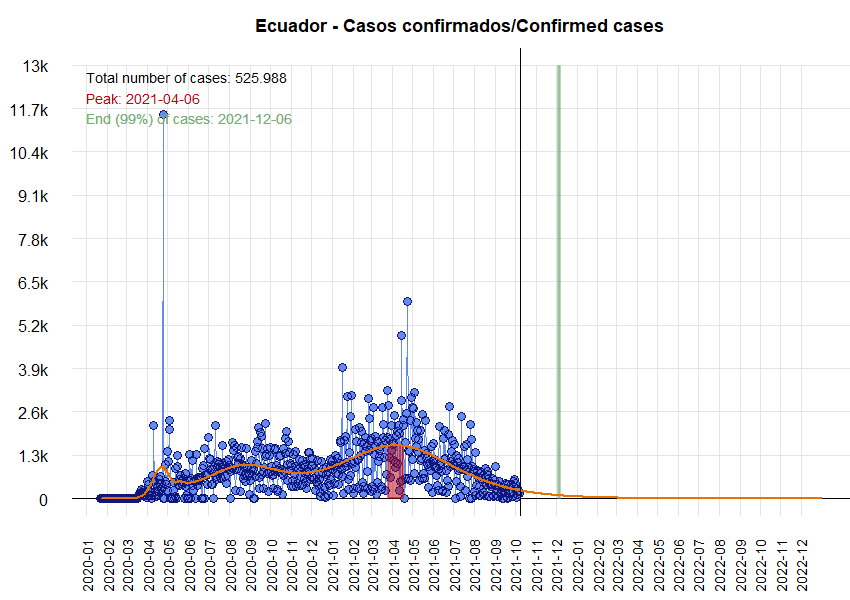 Ecuador - Casos confirmados/Confirmed cases
Total number of cases: 525.988
Peak: 2021-04-06
End (99%) of cases: 2021-12-06
13k
11.7k
10.4k
9.1k
7.8k
6.5k
5.2k
3.9k
2.6k
1.3k
0
2020-01
2020-02
2020-03
2020-04
2020-05
2020-06
2020-07
2020-08
2020-09
2020-10
2020-11
2020-12
2021-01
2021-02
2021-03
2021-04
2021-05
2021-06
2021-07
2021-08
2021-09
2021-10
2021-11
2021-12
2022-01
2022-02
2022-03
2022-04
2022-05
2022-06
2022-07
2022-08
2022-09
2022-10
2022-11
2022-12